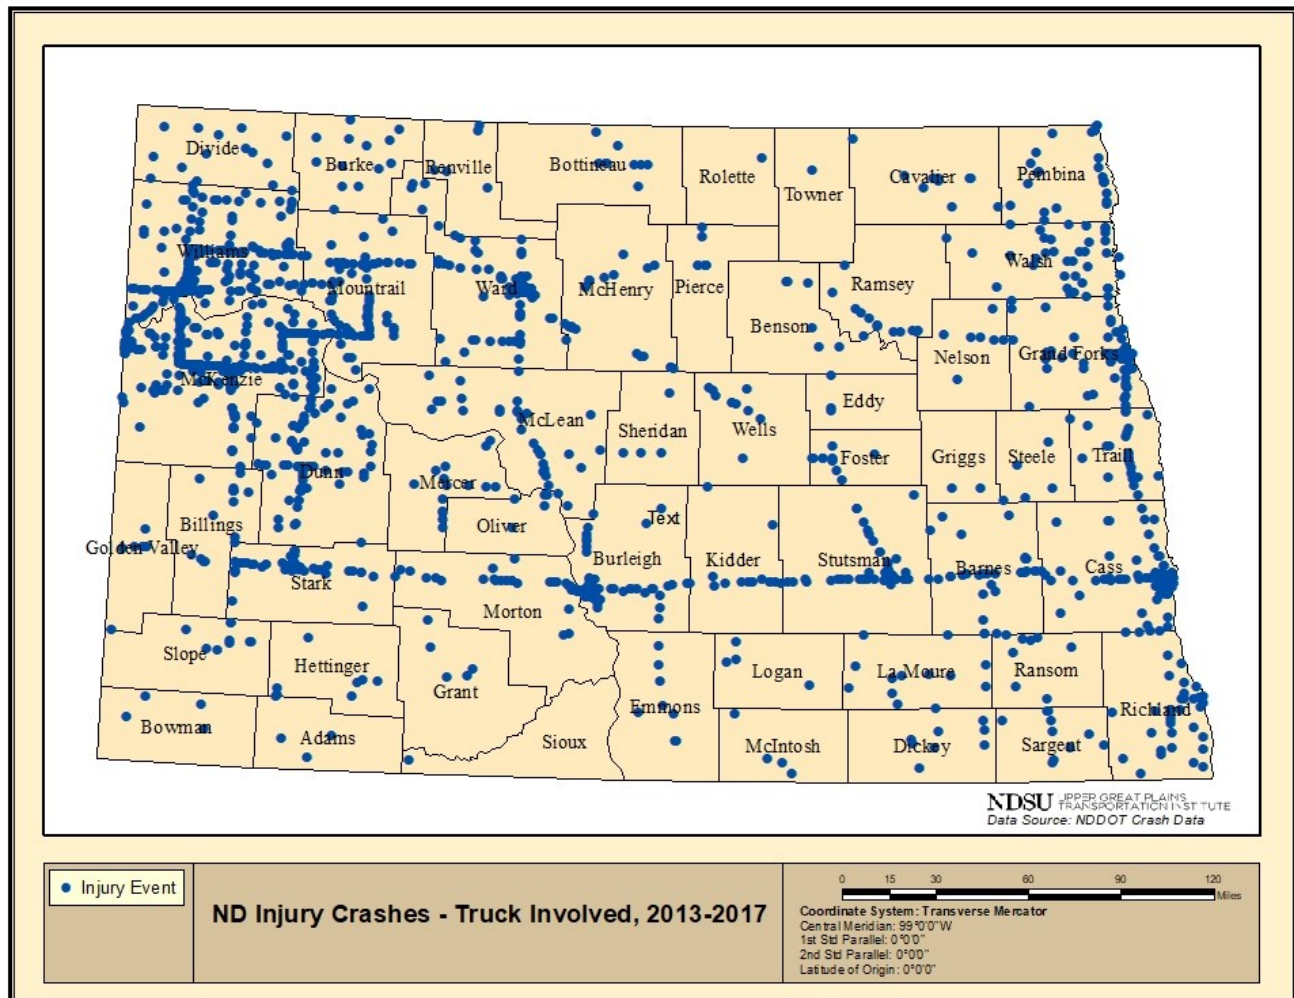 Divide
Burke
Renville
Bottineau
Rolette
Towner
Cavalier
Pembina
Williams
Mountrail
Ward
McHenry
Pierce
Benson
Ramsey
Walsh
Nelson
Grand Forks
McKenzie
McLean
Sheridan
Wells
Eddy
Foster
Griggs
Steele
Traill
Dunn
Mercer
Oliver
Text
Golden Valley
Billings
Stark
Morton
Burleigh
Kidder
Stutsman
Barnes
Cass
Slope
Hettinger
Grant
Emmons
Logan
La Moure
Ransom
Richland
Bowman
Adams
Sioux
McIntosh
Dickey
Sargent
NDSU UPPER GREAT PLAINS
TRANSPORTATION INSTITUTE
Data Source: NDDOT Crash Data
Injury Event
ND Injury Crashes - Truck Involved, 2013-2017
0 15 30 60 90 120
Miles
Coordinate System: Transverse Mercator
Central Meridian: 99°0'0"W
1st Std Parallel: 0°0'0"
2nd Std Parallel: 0°0'0"
Latitude of Origin: 0°0'0"